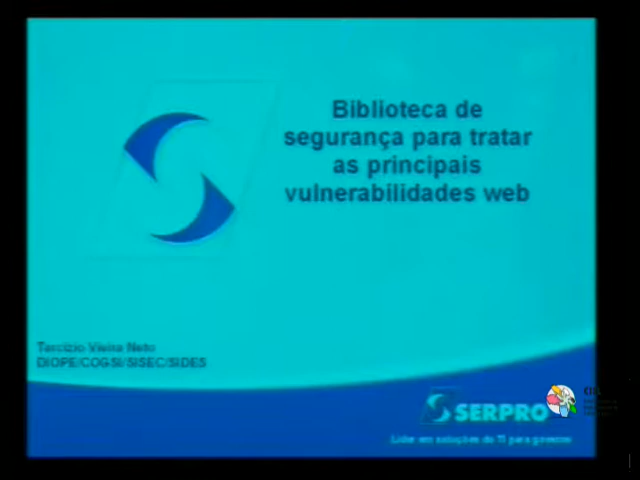 Biblioteca de
segurança para tratar
as principais
vulnerabilidades web
Tarcizio Vieira Neto
DIOPE/COGSI/SISEC/SIDES
SERPRO
Líder em soluções de TI para governo